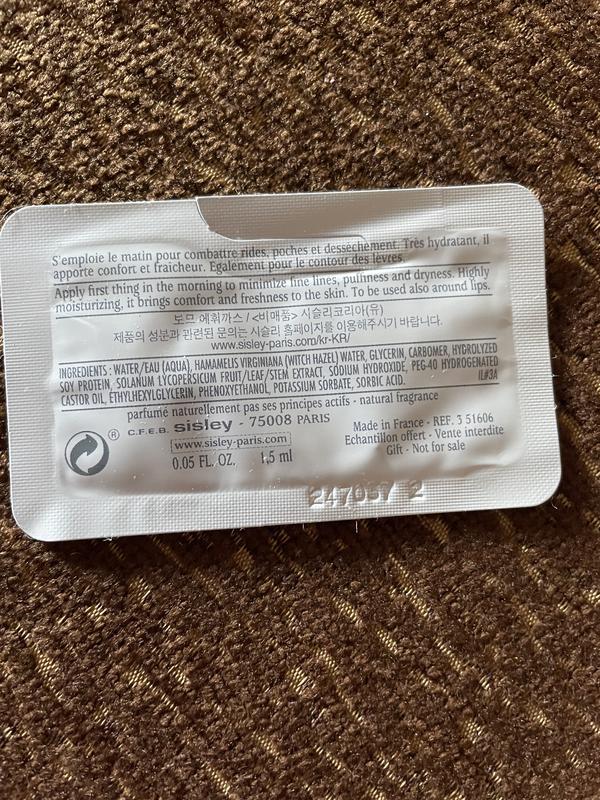 S'emploie le matin pour combattre rides, poches et dessèchement. Très hydratant, il
apporte confort et fraicheur. Egalement pour le contour des lèvres.
Apply first thing in the morning to minimize fine lines, puffiness and dryness. Highly
moisturizing, it brings comfort and freshness to the skin. To be used also around lips.
보므 에휘까스 / <비매품> 시슬리코리아(유)
제품의 성분과 관련된 문의는 시슬리 홈페이지를 이용해주시기 바랍니다.
www.sisley-paris.com/kr-KR/
INGREDIENTS : WATER/EAU (AQUA), HAMAMELIS VIRGINIANA (WITCH HAZEL) WATER, GLYCERIN, CARBOMER, HYDROLYZED
SOY PROTEIN, SOLANUM LYCOPERSICUM FRUIT/LEAF/STEM EXTRACT, SODIUM HYDROXIDE, PEG-40 HYDROGENATED
CASTOR OIL, ETHYLHEXYLGLYCERIN, PHENOXYETHANOL, POTASSIUM SORBATE, SORBIC ACID. IL#3A
parfumé naturellement pas ses principes actifs - natural fragrance
® C.F.E.B. sisley - 75008 PARIS
www.sisley-paris.com
0.05 FL. OZ. 1,5 ml
Made in France - REF. 3 51606
Echantillon offert - Vente interdite
Gift - Not for sale
247057 2